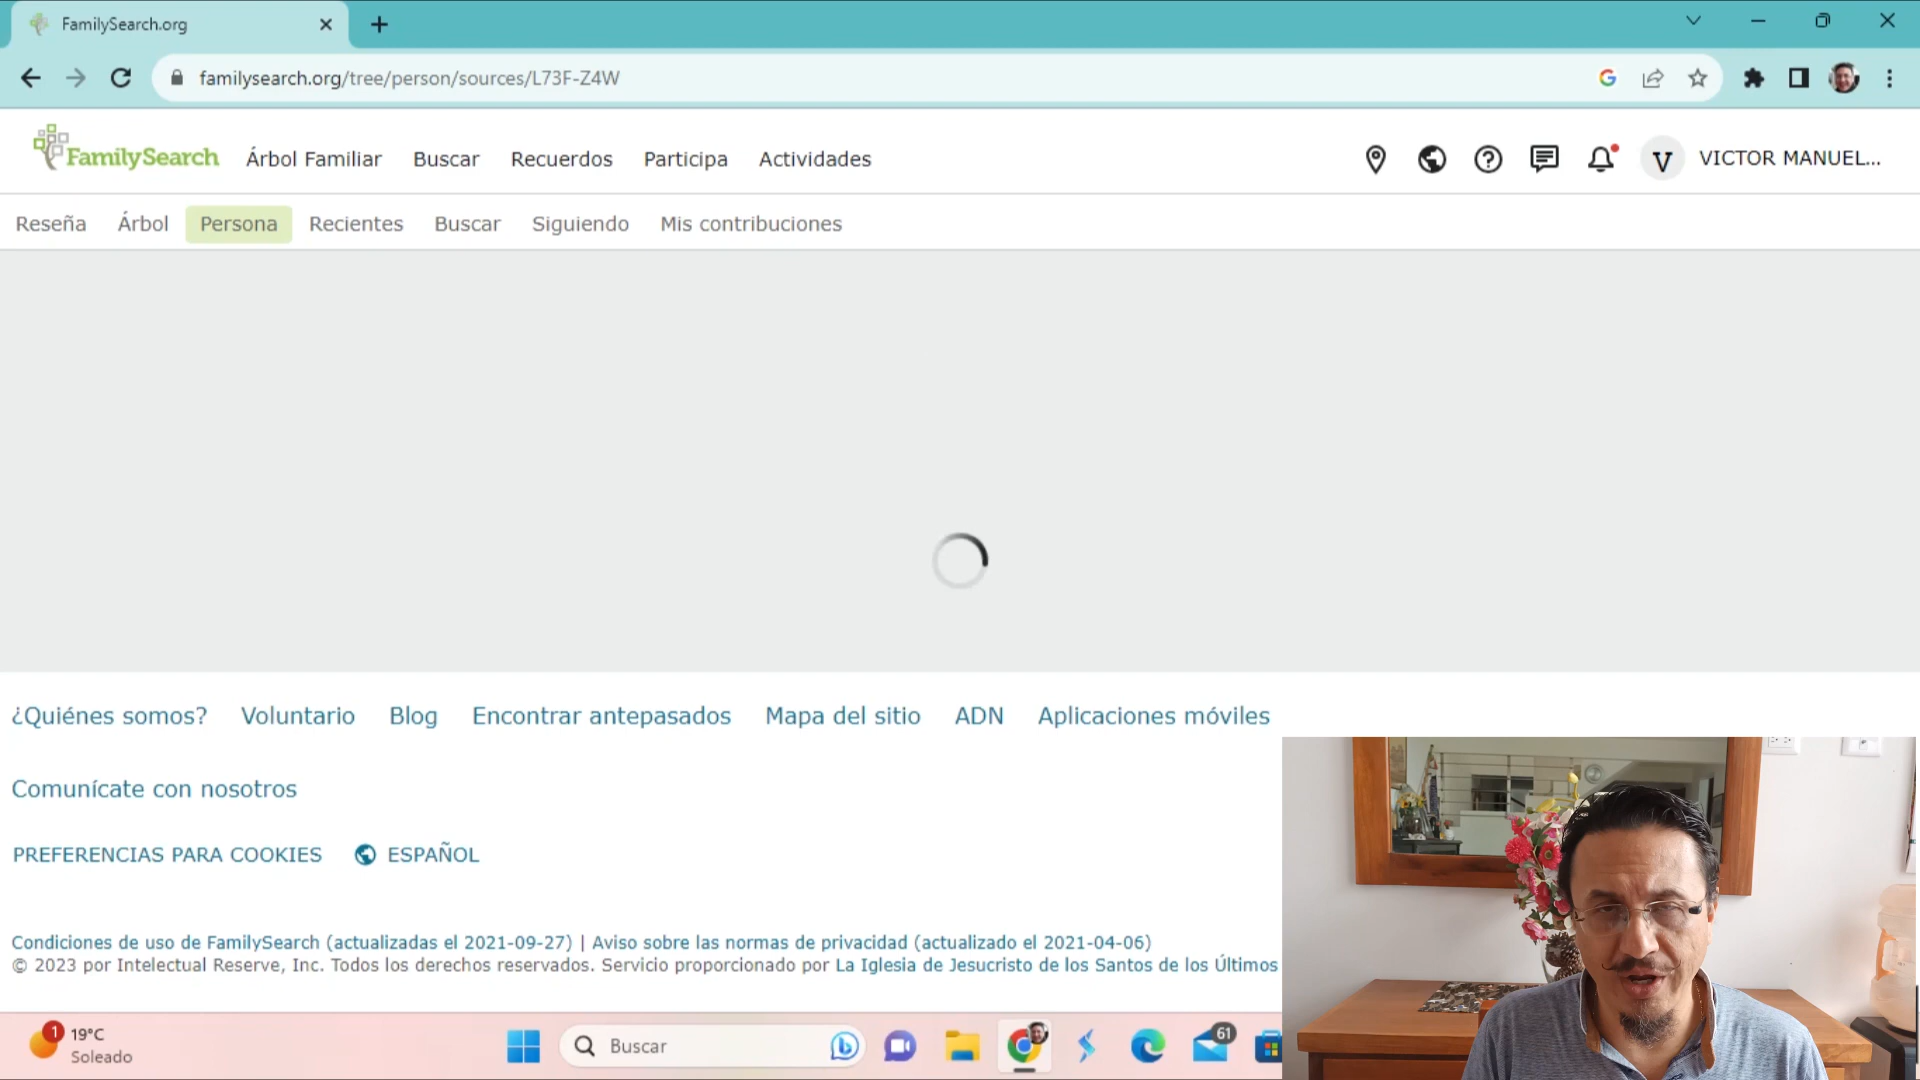 FamilySearch.org
familysearch.org/tree/person/sources/L73F-Z4W
FamilySearch Árbol Familiar Buscar Recuerdos Participa Actividades V VICTOR MANUEL...
Reseña Árbol Persona Recientes Buscar Siguiendo Mis contribuciones
¿Quiénes somos? Voluntario Blog Encontrar antepasados Mapa del sitio ADN Aplicaciones móviles
Comunícate con nosotros
PREFERENCIAS PARA COOKIES ESPAÑOL
Condiciones de uso de FamilySearch (actualizadas el 2021-09-27) | Aviso sobre las normas de privacidad (actualizado el 2021-04-06)
© 2023 por Intelectual Reserve, Inc. Todos los derechos reservados. Servicio proporcionado por La Iglesia de Jesucristo de los Santos de los Últimos
1 19°C
Soleado
Buscar
61